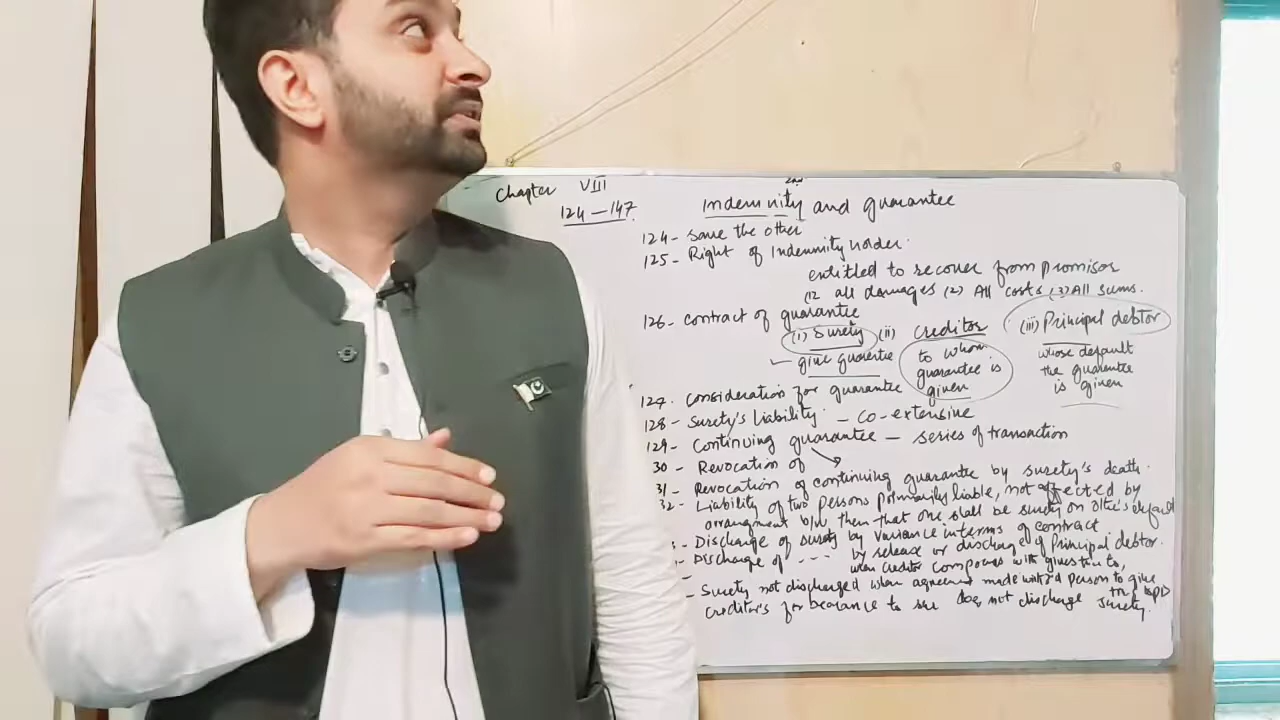 Chapter VIII
124 - 147
Indemnity and guarantee
124 - Save the other
125 - Right of Indemnity holder.
entitled to recover from promisor
(1) all damages (2) All costs (3) All sums.
126 - contract of guarantee
(i) Surety (ii) Creditor (iii) Principal debtor
give guarantee
to whom guarantee is given
whose default the guarantee is given
127. consideration for guarantee
128 - Surety's Liability - co-extensive
129 - Continuing guarantee - series of transaction
30 - Revocation of
31 - Revocation of continuing guarantee by surety's death.
32 - Liability of two persons primarily liable, not affected by
arrangment b/w them that one shall be surety on other's default
- Discharge of surety by variance in terms of contract
- Discharge of --- by release or discharge of Principal debtor.
- when creditor compounds with, gives time to,
- Surety not discharged when agreement made with 3rd person to give
Creditor's forbearance to sue does not discharge surety.